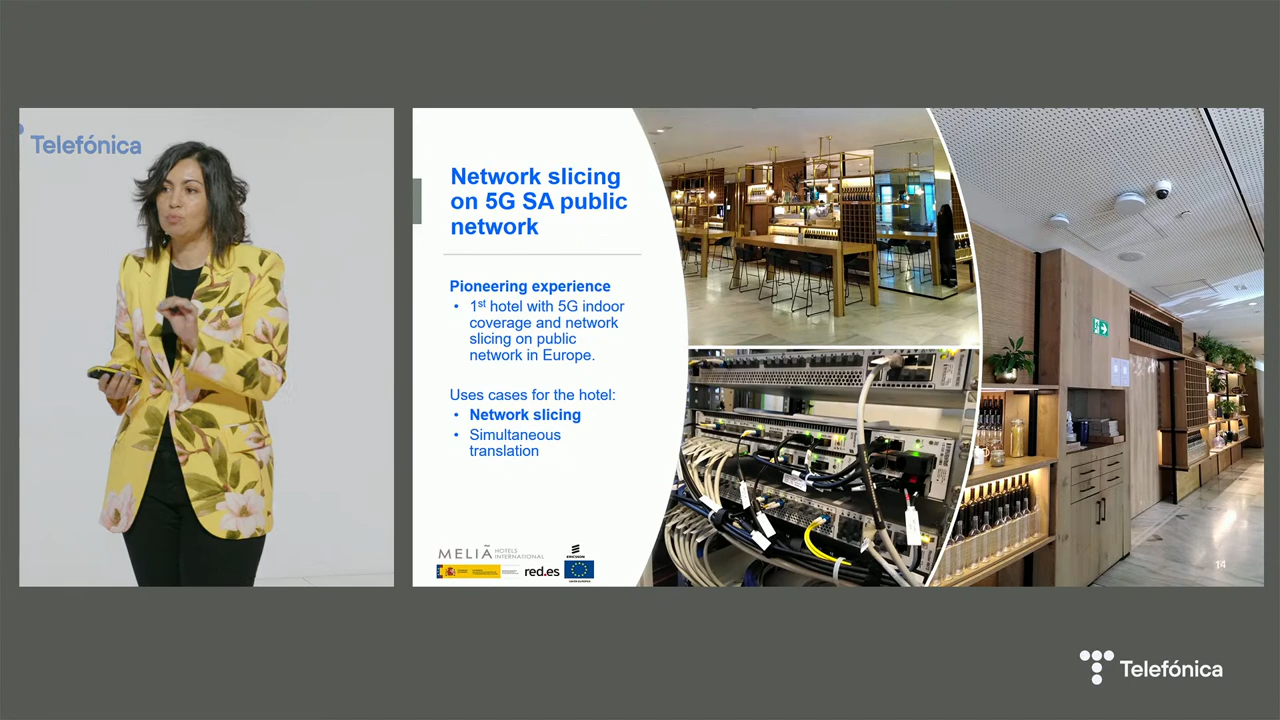 Telefónica
Network slicing
on 5G SA public
network
Pioneering experience
• 1st hotel with 5G indoor
coverage and network
slicing on public
network in Europe.
Uses cases for the hotel:
• Network slicing
• Simultaneous
translation
MELIÃ HOTELS
INTERNATIONAL
ERICSSON
red.es
14
Telefónica